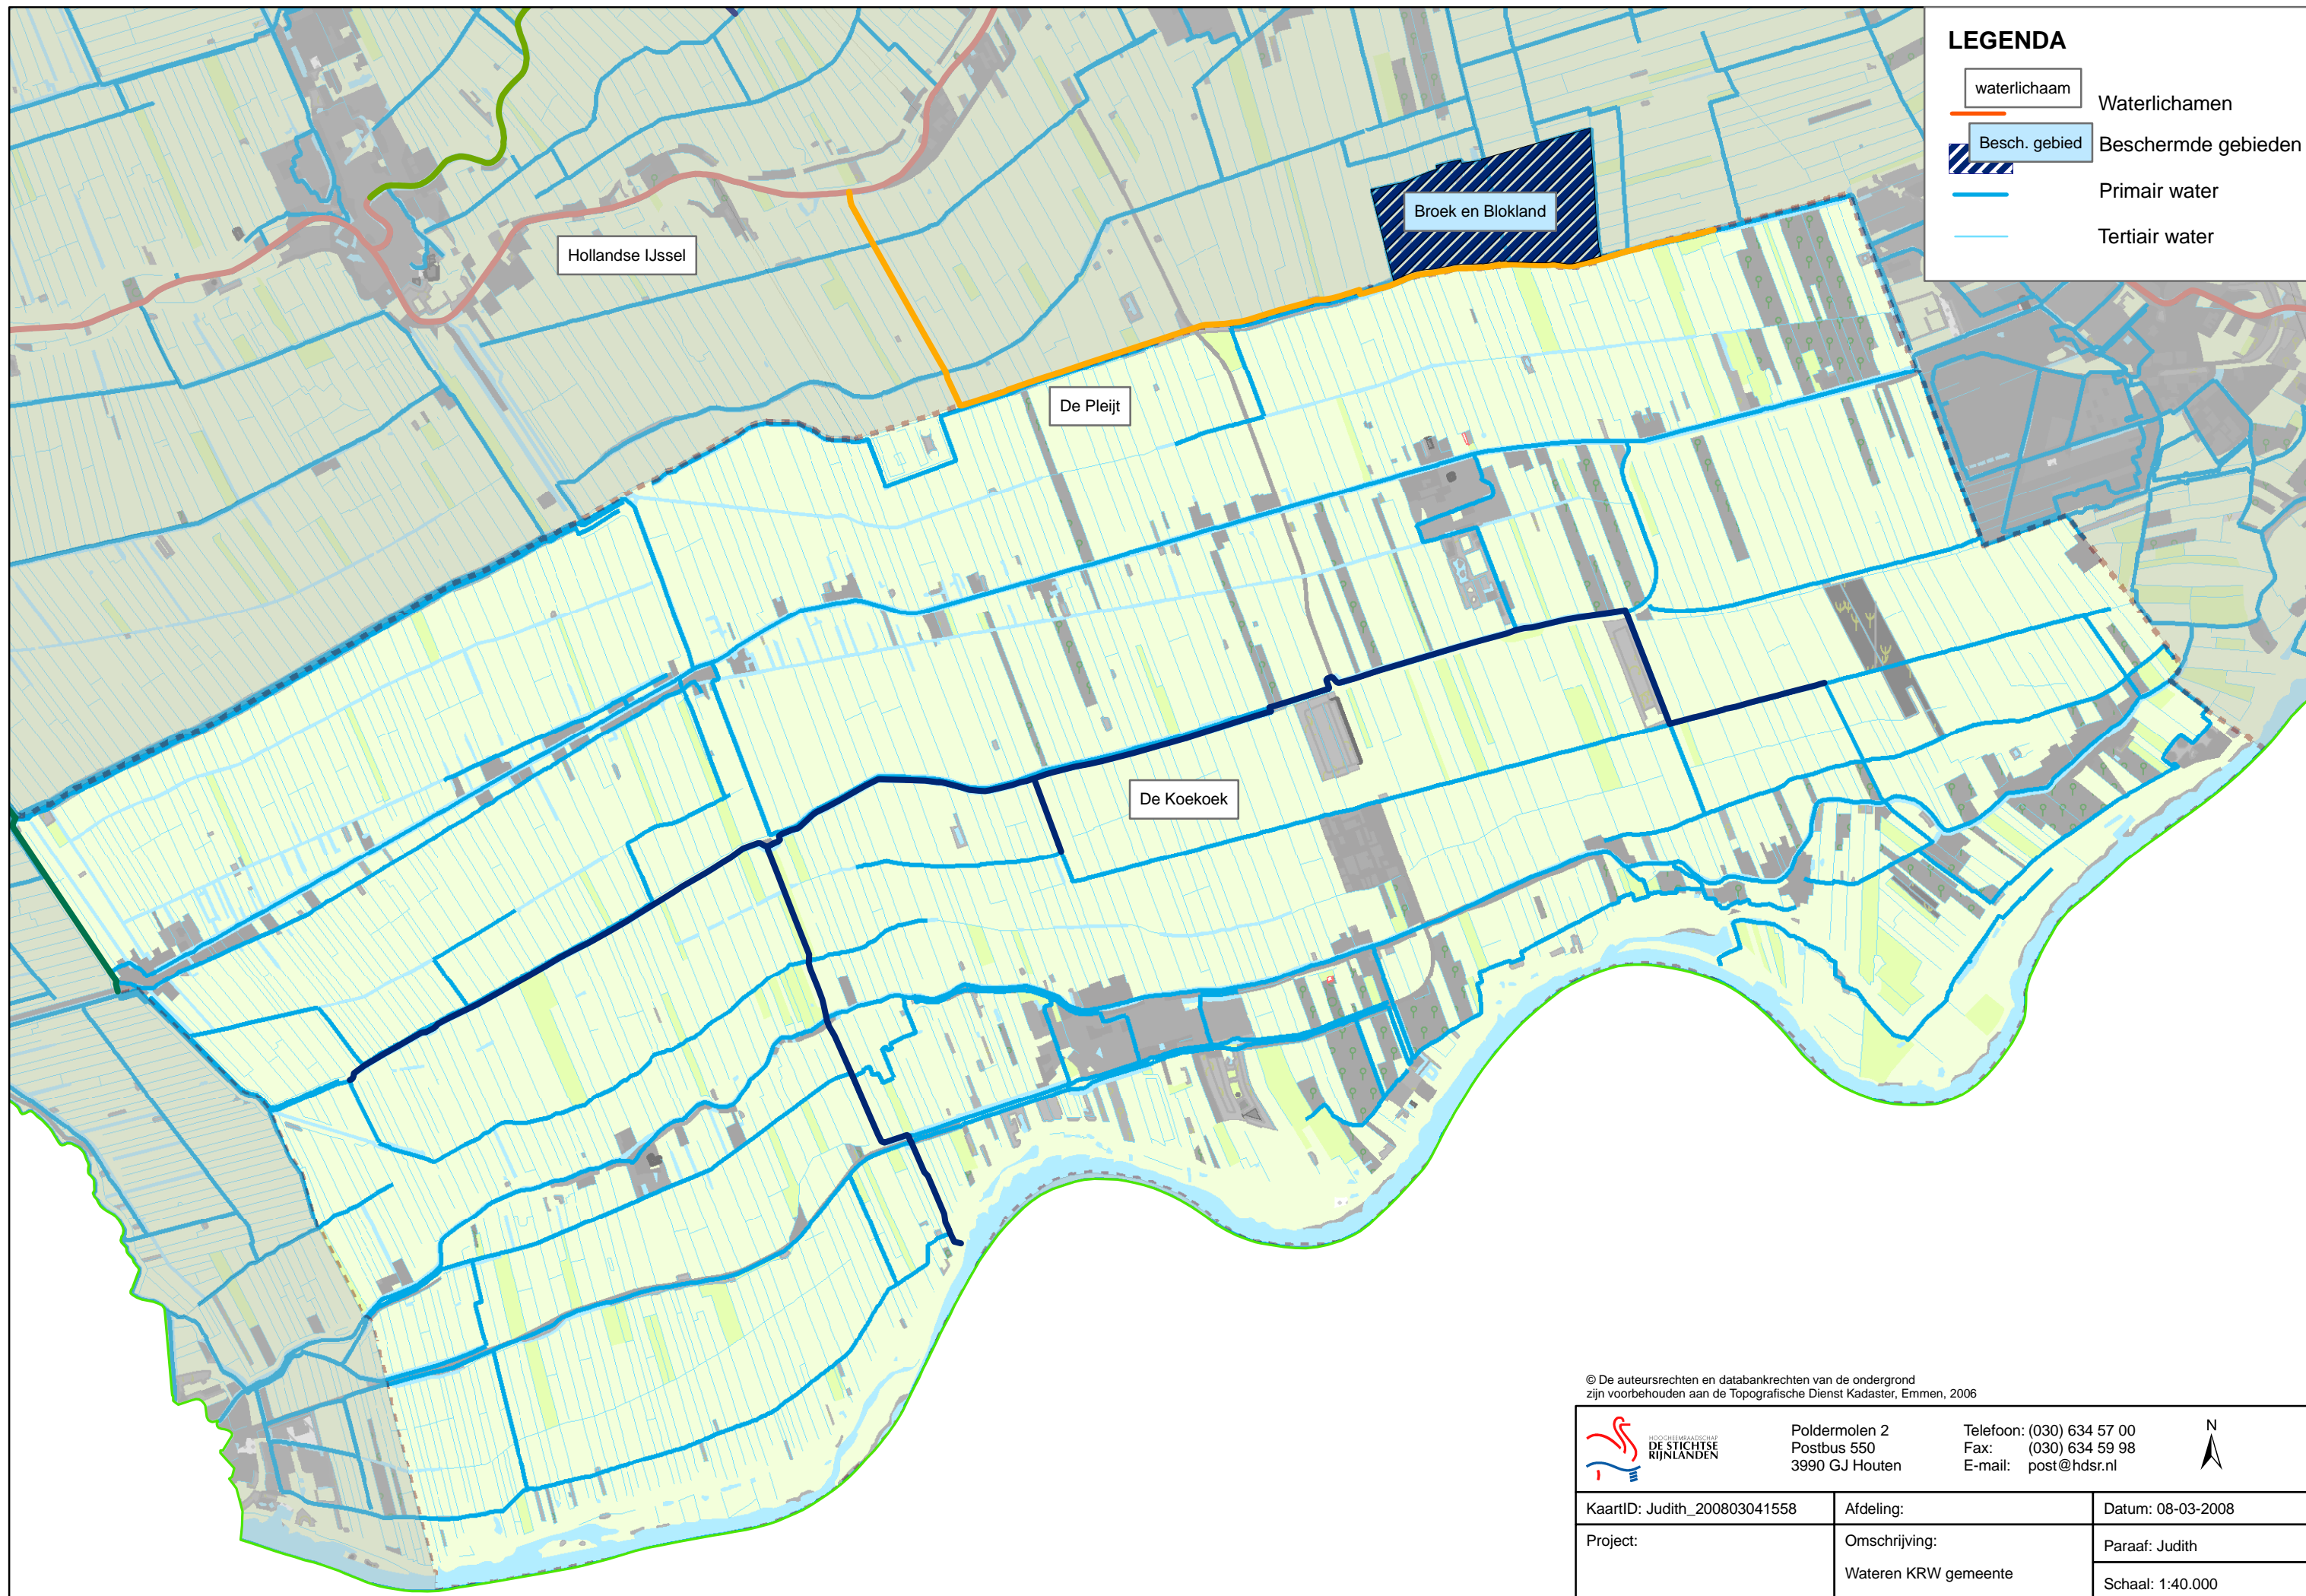 LEGENDA
waterlichaam
Waterlichamen
Besch. gebied
Beschermde gebieden
Primair water
Tertiair water
Broek en Blokland
Hollandse IJssel
De Pleijt
De Koekoek
© De auteursrechten en databankrechten van de ondergrond
zijn voorbehouden aan de Topografische Dienst Kadaster, Emmen, 2006
HOOGHEEMRAADSCHAP
DE STICHTSE
RIJNLANDEN
Poldermolen 2
Postbus 550
3990 GJ Houten
Telefoon: (030) 634 57 00
Fax: (030) 634 59 98
E-mail: post@hdsr.nl
N
KaartID: Judith_200803041558
Afdeling:
Datum: 08-03-2008
Project:
Omschrijving:
Wateren KRW gemeente
Paraaf: Judith
Schaal: 1:40.000